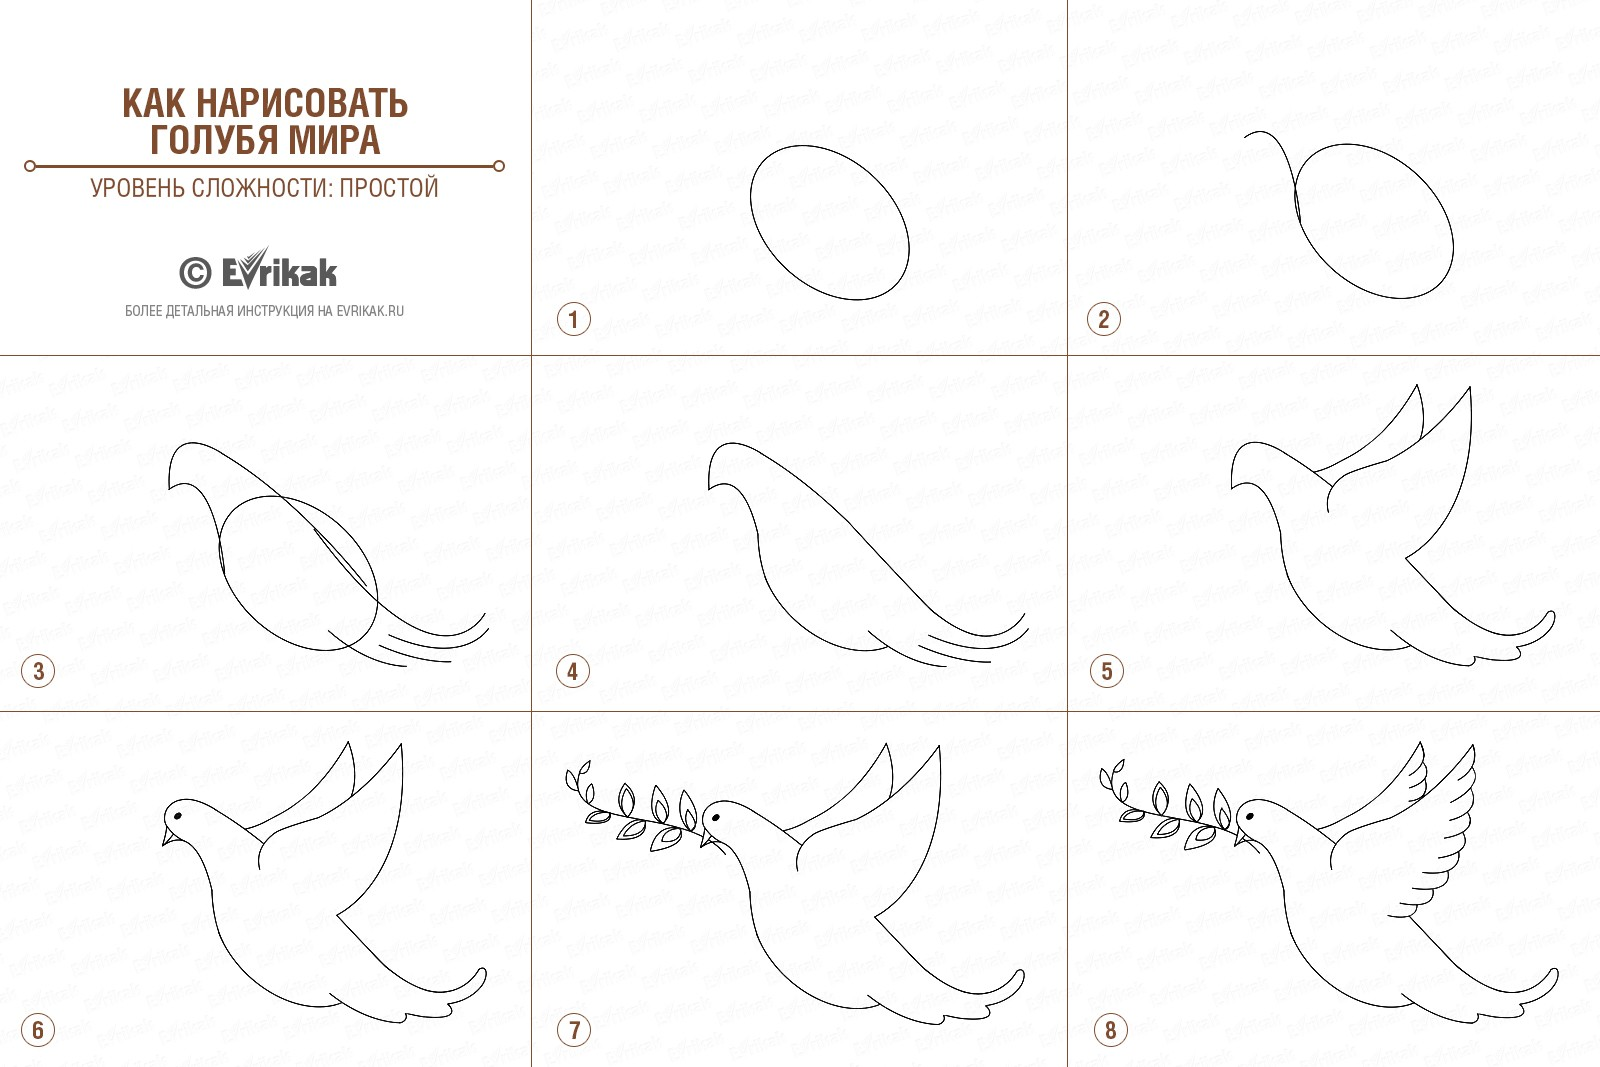 КАК НАРИСОВАТЬ
ГОЛУБЯ МИРА
УРОВЕНЬ СЛОЖНОСТИ: ПРОСТОЙ
© Evrikak
БОЛЕЕ ДЕТАЛЬНАЯ ИНСТРУКЦИЯ НА EVRIKAK.RU
1
2
3
4
5
6
7
8